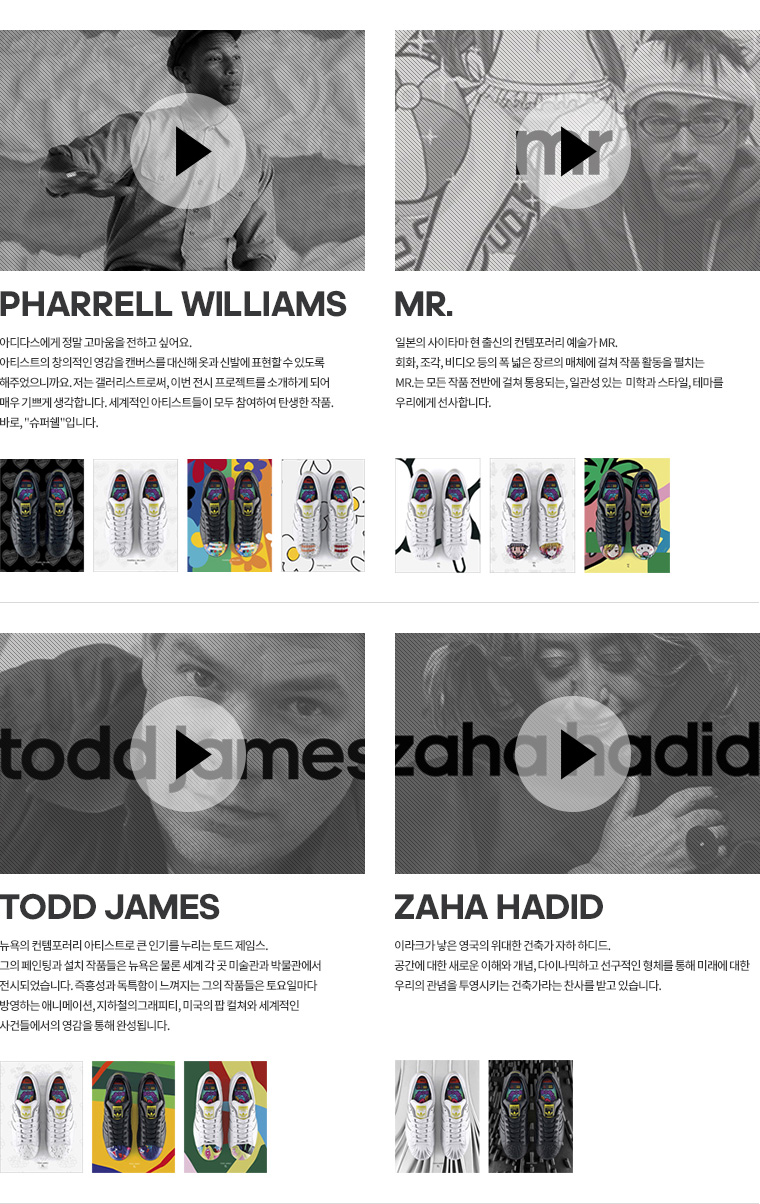 mr
PHARRELL WILLIAMS
아디다스에게 정말 고마움을 전하고 싶어요.
아티스트의 창의적인 영감을 캔버스를 대신해 옷과 신발에 표현할 수 있도록
해주었으니까요. 저는 갤러리스트로써, 이번 전시 프로젝트를 소개하게 되어
매우 기쁘게 생각합니다. 세계적인 아티스트들이 모두 참여하여 탄생한 작품.
바로, "슈퍼쉘"입니다.
MR.
일본의 사이타마 현 출신의 컨템포러리 예술가 MR.
회화, 조각, 비디오 등의 폭 넓은 장르의 매체에 걸쳐 작품 활동을 펼치는
MR.는 모든 작품 전반에 걸쳐 통용되는, 일관성 있는 미학과 스타일, 테마를
우리에게 선사합니다.
todd james
zaha hadid
TODD JAMES
뉴욕의 컨템포러리 아티스트로 큰 인기를 누리는 토드 제임스.
그의 페인팅과 설치 작품들은 뉴욕은 물론 세계 각 곳 미술관과 박물관에서
전시되었습니다. 즉흥성과 독특함이 느껴지는 그의 작품들은 토요일마다
방영하는 애니메이션, 지하철의그래피티, 미국의 팝 컬쳐와 세계적인
사건들에서의 영감을 통해 완성됩니다.
ZAHA HADID
이라크가 낳은 영국의 위대한 건축가 자하 하디드.
공간에 대한 새로운 이해와 개념, 다이나믹하고 선구적인 형체를 통해 미래에 대한
우리의 관념을 투영시키는 건축가라는 찬사를 받고 있습니다.